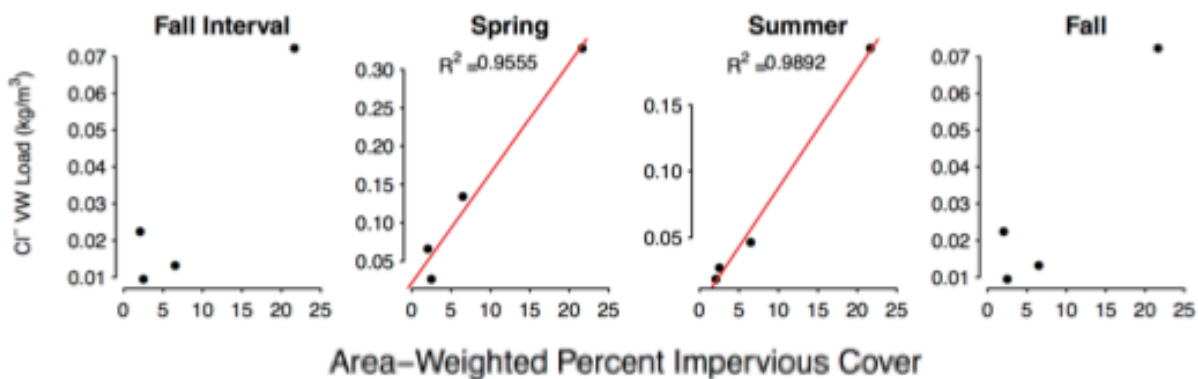 Fall Interval
Spring
Summer
Fall
Cl⁻ VW Load (kg/m³)
0.07
0.06
0.05
0.04
0.03
0.02
0.01
0 5 10 15 20 25
R² =0.9555
0.30
0.25
0.20
0.15
0.10
0.05
0 5 10 15 20 25
R² =0.9892
0.15
0.10
0.05
0 5 10 15 20 25
0.07
0.06
0.05
0.04
0.03
0.02
0.01
0 5 10 15 20 25
Area-Weighted Percent Impervious Cover